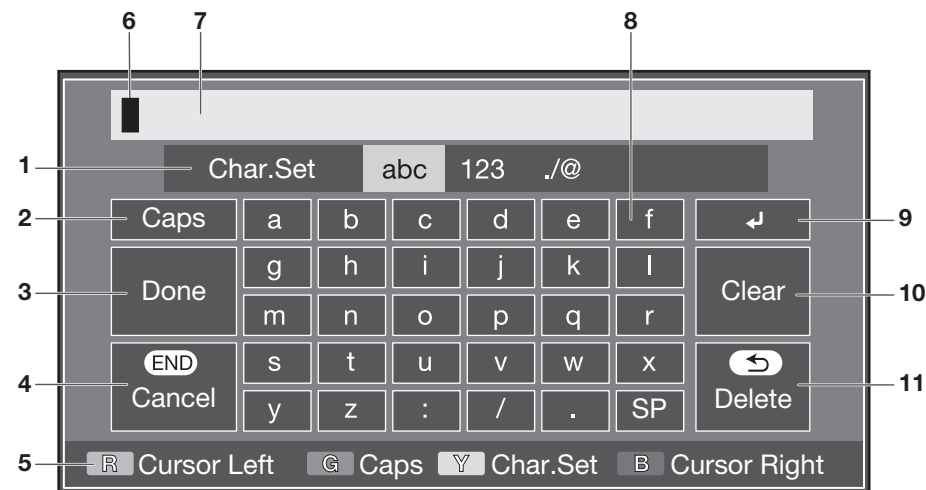 6 7 8
1 Char.Set abc 123 ./@
2 Caps a b c d e f ↲ 9
3 Done g h i j k l Clear 10
m n o p q r
4 END Cancel s t u v w x Delete 11
y z : / . SP
5 R Cursor Left G Caps Y Char.Set B Cursor Right